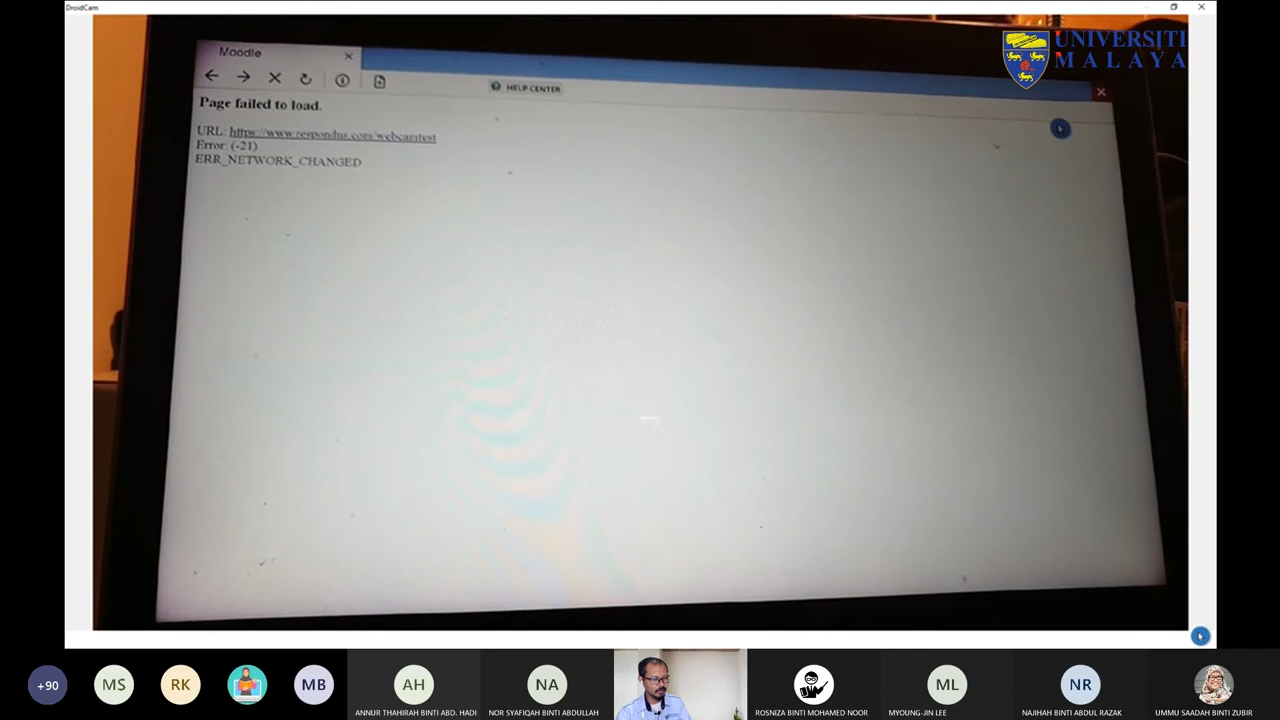 DroidCam
UNIVERSITI
MALAYA
Moodle
HELP CENTER
Page failed to load.
URL: https://www.respondus.com/webcamtest
Error: (-21)
ERR_NETWORK_CHANGED
+90
MS
RK
MB
AH
NA
ML
NR
ANNUR THAHIRAH BINTI ABD. HADI
NOR SYAFIQAH BINTI ABDULLAH
ROSNIZA BINTI MOHAMED NOOR
MYOUNG-JIN LEE
NAJIHAH BINTI ABDUL RAZAK
UMMU SAADAH BINTI ZUBIR